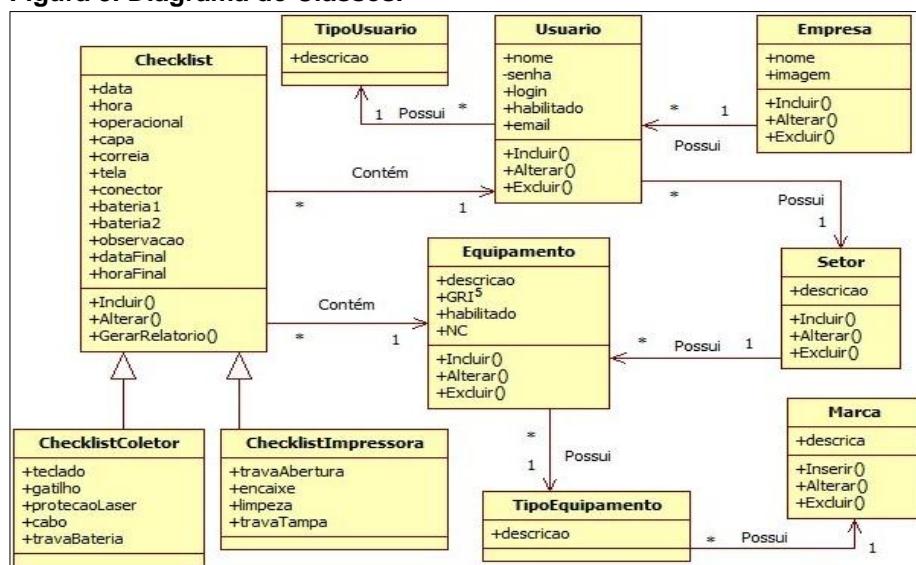 Figura 3. Diagrama de Classes.
Checklist
+data
+hora
+operacional
+capa
+correia
+tela
+conector
+bateria1
+bateria2
+observacao
+dataFinal
+horaFinal
+Incluir()
+Alterar()
+GerarRelatorio()
TipoUsuario
+descricao
1 Possui *
Usuario
+nome
-senha
+login
+habilitado
+email
+Incluir()
+Alterar()
+Excluir()
Empresa
+nome
+imagem
+Incluir()
+Alterar()
+Excluir()
* 1
Possui
Contém
* 1
* Possui
1
Equipamento
+descricao
+GRI5
+habilitado
+NC
+Incluir()
+Alterar()
+Excluir()
Setor
+descricao
+Incluir()
+Alterar()
+Excluir()
Contém
* 1
* Possui 1
ChecklistColetor
+teclado
+gatilho
+protecaoLaser
+cabo
+travaBateria
ChecklistImpressora
+travaAbertura
+encaixe
+limpeza
+travaTampa
*
1 Possui
TipoEquipamento
+descricao
Marca
+descrica
+Inserir()
+Alterar()
+Excluir()
* Possui 1